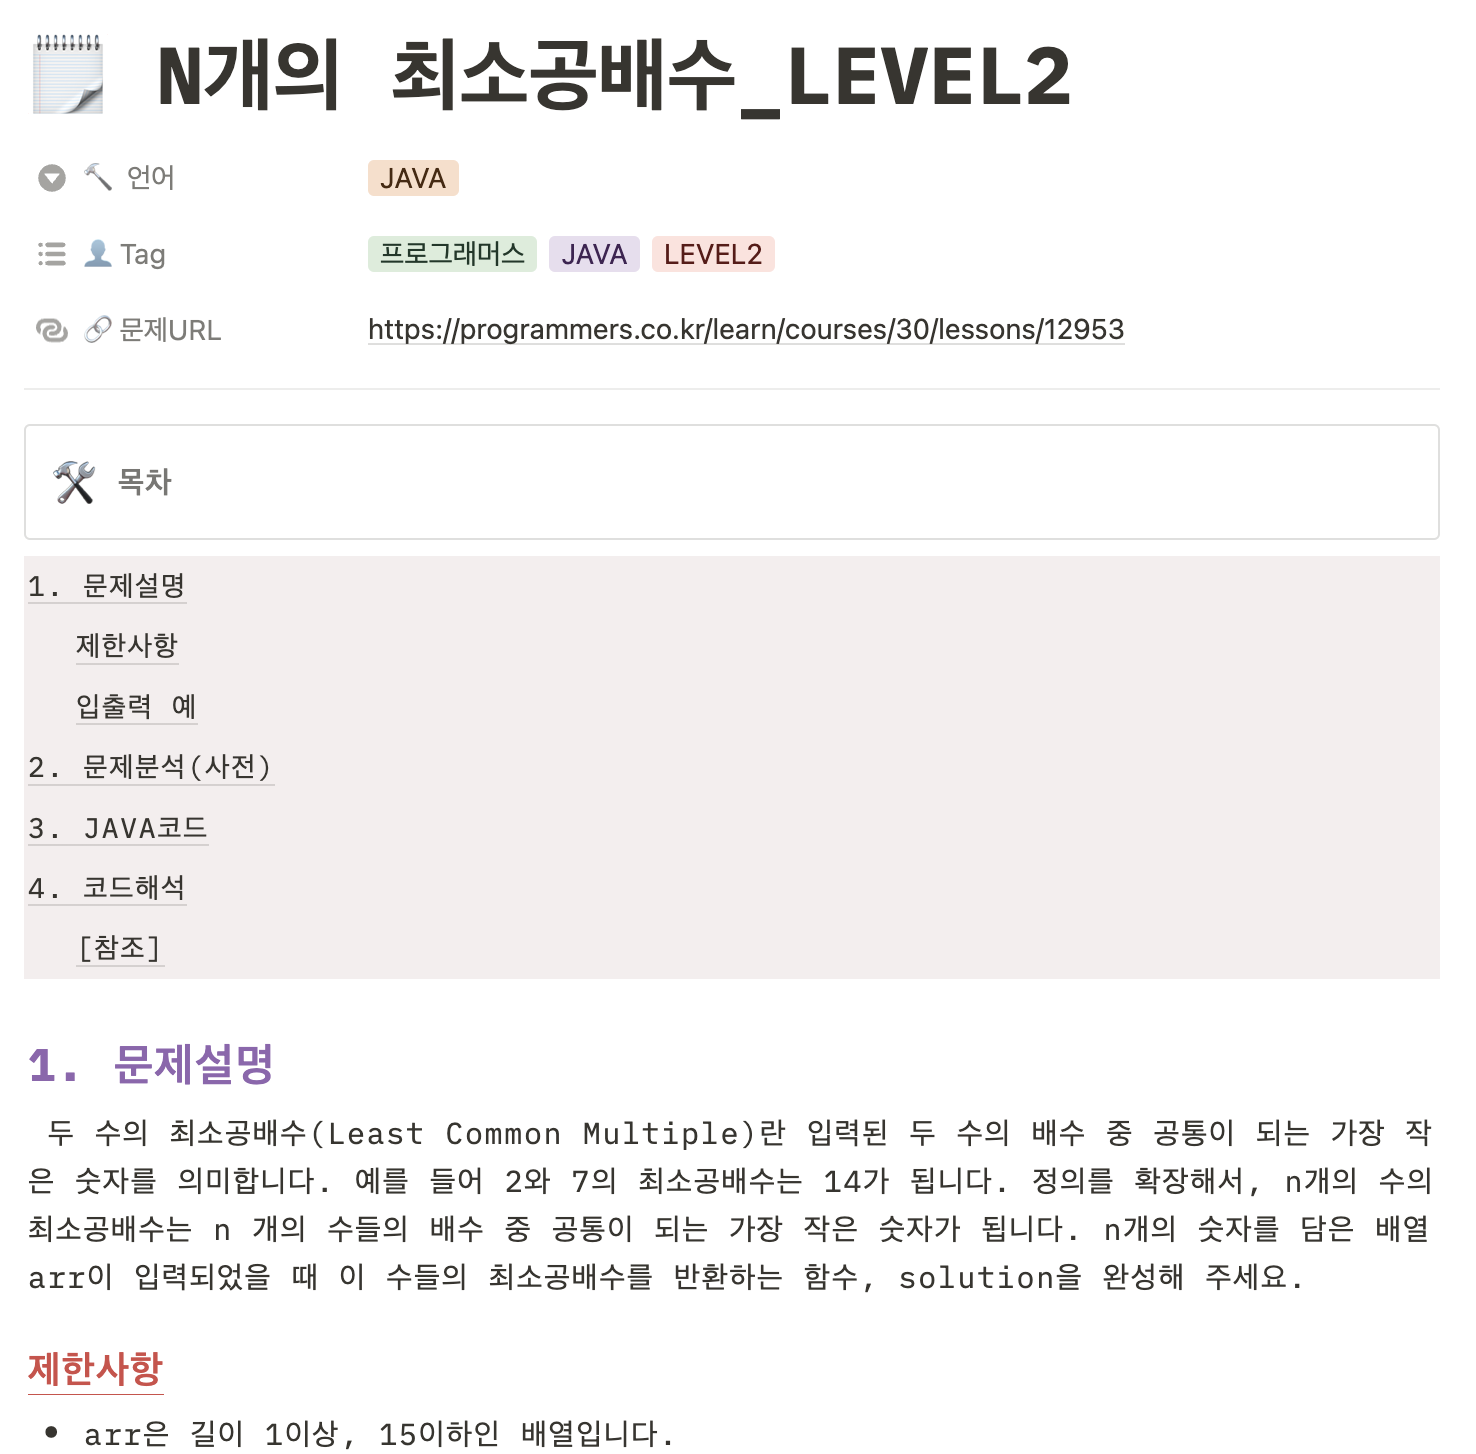 N개의 최소공배수_LEVEL2
언어 JAVA
Tag 프로그래머스 JAVA LEVEL2
문제URL https://programmers.co.kr/learn/courses/30/lessons/12953
목차
1. 문제설명
제한사항
입출력 예
2. 문제분석(사전)
3. JAVA코드
4. 코드해석
[참조]
1. 문제설명
두 수의 최소공배수(Least Common Multiple)란 입력된 두 수의 배수 중 공통이 되는 가장 작
은 숫자를 의미합니다. 예를 들어 2와 7의 최소공배수는 14가 됩니다. 정의를 확장해서, n개의 수의
최소공배수는 n 개의 수들의 배수 중 공통이 되는 가장 작은 숫자가 됩니다. n개의 숫자를 담은 배열
arr이 입력되었을 때 이 수들의 최소공배수를 반환하는 함수, solution을 완성해 주세요.
제한사항
• arr은 길이 1이상, 15이하인 배열입니다.